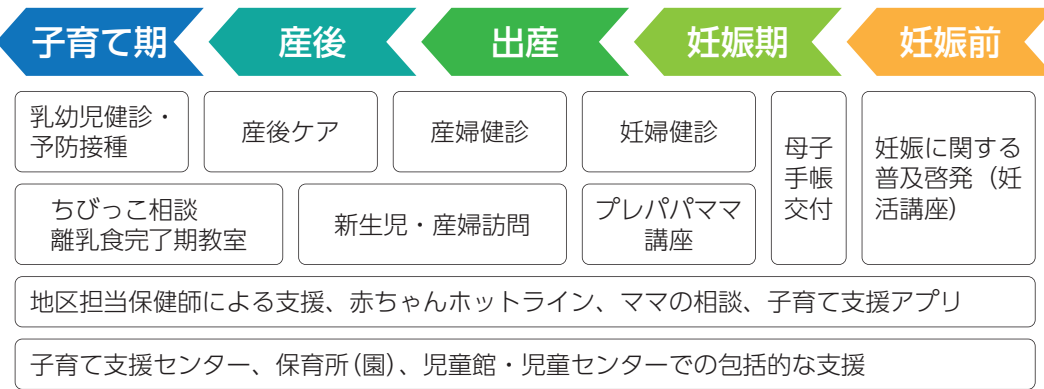 子育て期
産後
出産
妊娠期
妊娠前
乳幼児健診・
予防接種
産後ケア
産婦健診
妊婦健診
母子
手帳
交付
妊娠に関する
普及啓発（妊
活講座）
ちびっこ相談
離乳食完了期教室
新生児・産婦訪問
プレパパママ
講座
地区担当保健師による支援、赤ちゃんホットライン、ママの相談、子育て支援アプリ
子育て支援センター、保育所（園）、児童館・児童センターでの包括的な支援